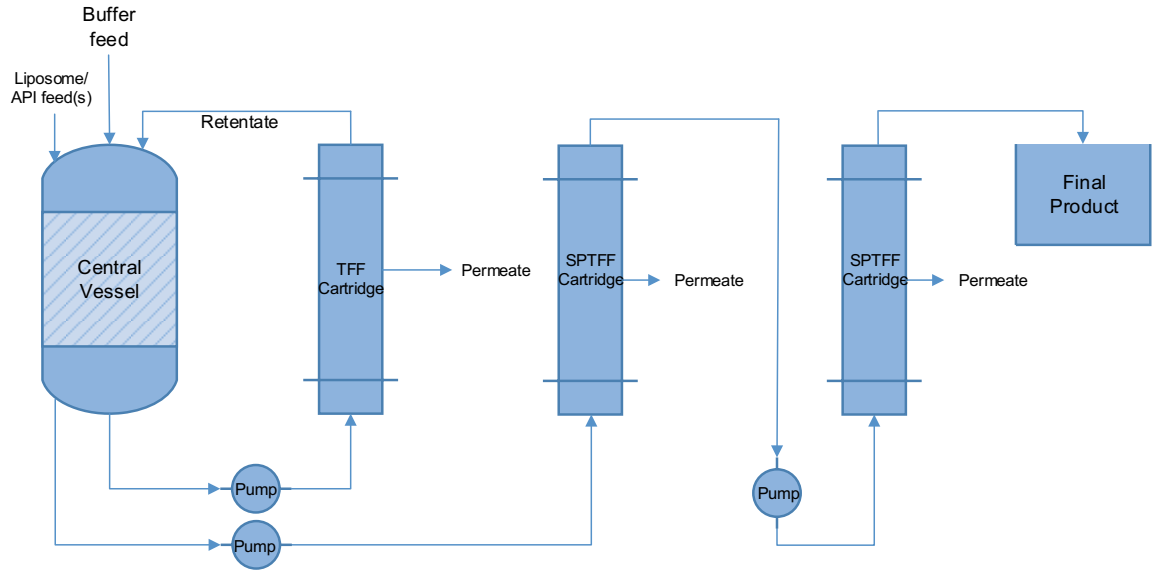 Buffer
feed
Liposome/
API feed(s)
Retentate
Central
Vessel
TFF
Cartridge
Permeate
SPTFF
Cartridge
Permeate
SPTFF
Cartridge
Permeate
Final
Product
Pump
Pump
Pump